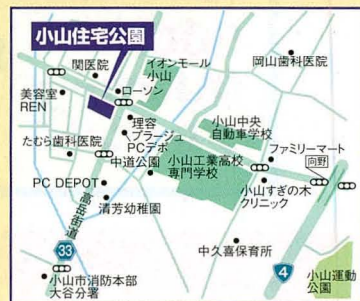 小山住宅公園
関医院
イオンモール
小山
岡山歯科医院
美容室
REN
ローソン
理容
プラージュ
PCデポ
小山中央
自動車学校
たむら歯科医院
中道公園
小山工業高校
専門学校
ファミリーマート
向野
PC DEPOT
高岳街道
清芳幼稚園
小山すぎの木
クリニック
33
中久喜保育所
4
小山市消防本部
大谷分署
小山運動
公園